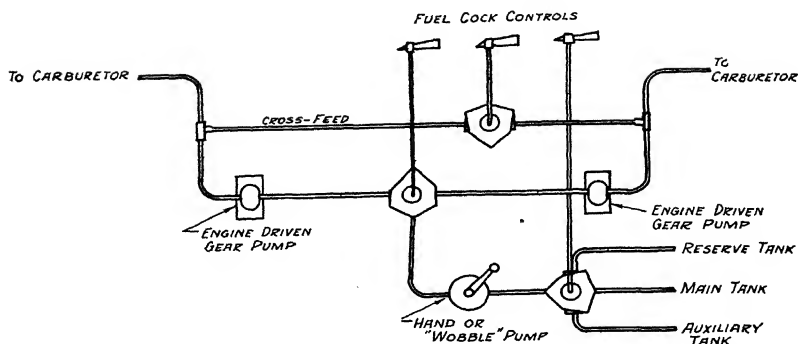 FUEL COCK CONTROLS
TO CARBURETOR
TO
CARBURETOR
CROSS-FEED
ENGINE DRIVEN
GEAR PUMP
ENGINE DRIVEN
GEAR PUMP
RESERVE TANK
MAIN TANK
HAND OR
"WOBBLE" PUMP
AUXILIARY
TANK